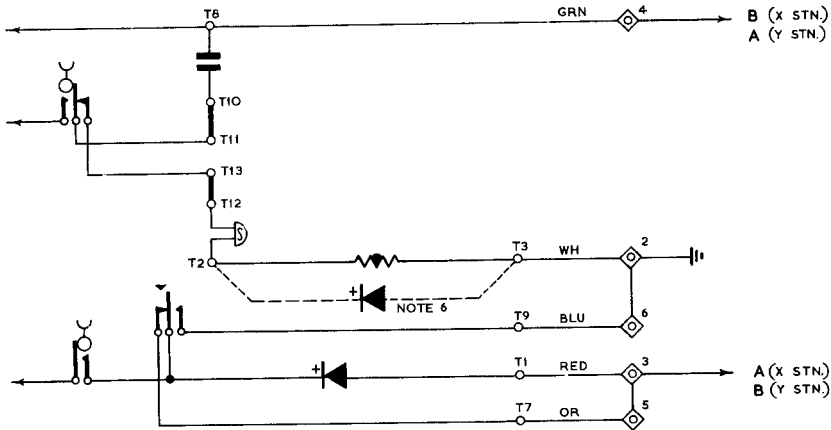 T8
GRN
4
B (X STN.)
A (Y STN.)
T10
T11
T13
T12
S
T2
T3
WH
2
+
NOTE 6
T9
BLU
6
+
T1
RED
3
A (X STN.)
B (Y STN.)
T7
OR
5